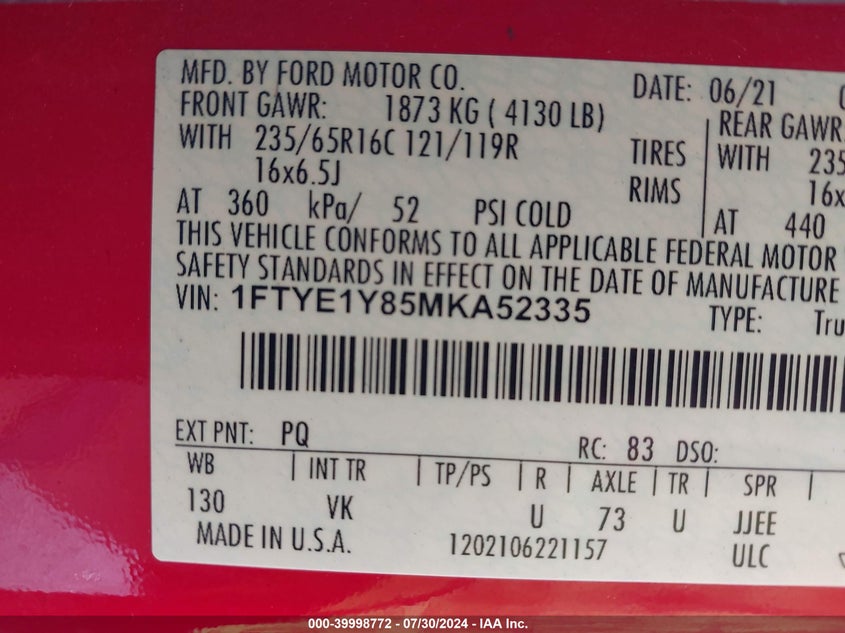 MFD. BY FORD MOTOR CO. DATE: 06/21
FRONT GAWR: 1873 KG ( 4130 LB) REAR GAWR
WITH 235/65R16C 121/119R TIRES WITH 235
16x6.5J RIMS 16x
AT 360 kPa/ 52 PSI COLD AT 440
THIS VEHICLE CONFORMS TO ALL APPLICABLE FEDERAL MOTOR
SAFETY STANDARDS IN EFFECT ON THE DATE OF MANUFACTURE
VIN: 1FTYE1Y85MKA52335 TYPE: Tru
EXT PNT: PQ RC: 83 DSO:
WB | INT TR | TP/PS | R | AXLE | TR | SPR |
130 VK U 73 U JJEE
MADE IN U.S.A. 1202106221157 ULC
000-39998772 - 07/30/2024 - IAA Inc.